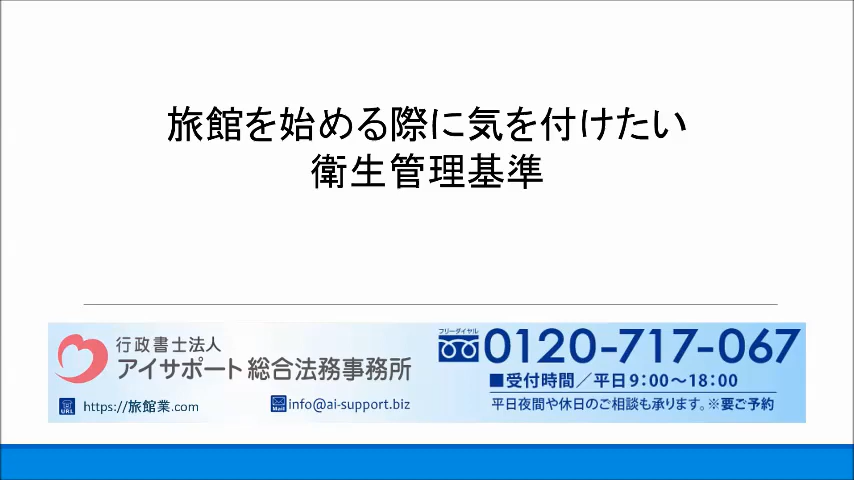 旅館を始める際に気を付けたい
衛生管理基準
行政書士法人
アイサポート 総合法務事務所
URL https://旅館業.com
Mail info@ai-support.biz
フリーダイヤル
0120-717-067
■受付時間／平日9:00～18:00
平日夜間や休日のご相談も承ります。※要ご予約